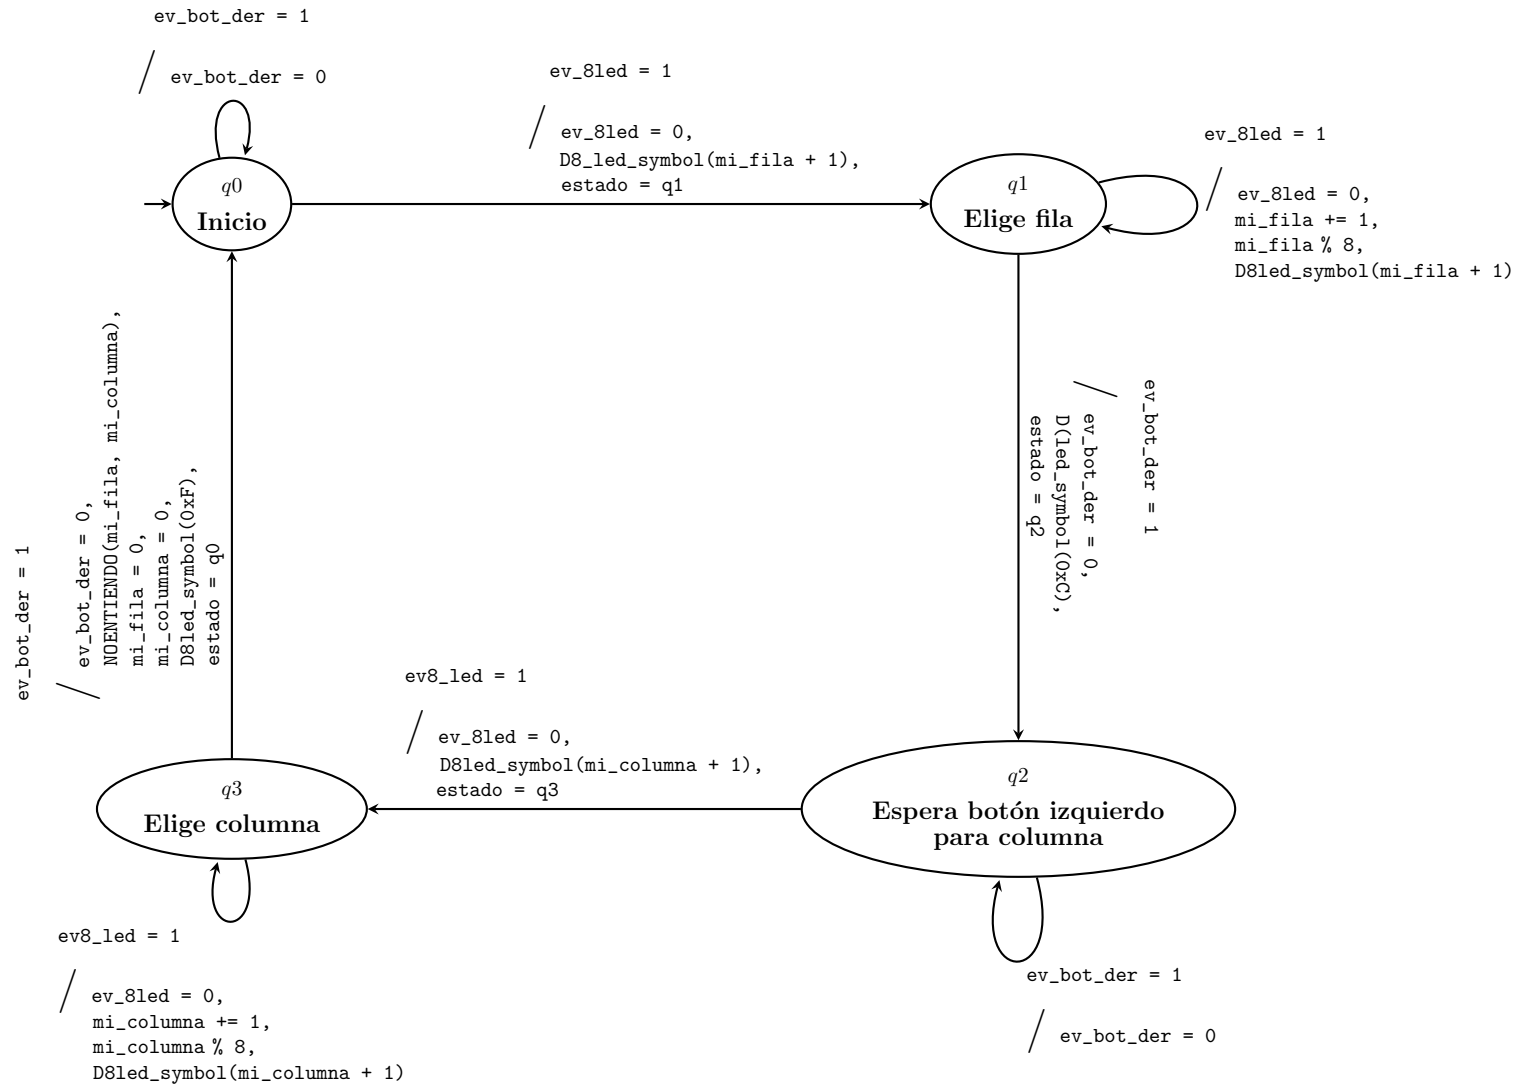 ev_bot_der = 1
/
ev_bot_der = 0
q0
Inicio
ev_8led = 1
/
ev_8led = 0,
D8_led_symbol(mi_fila + 1),
estado = q1
q1
Elige fila
ev_8led = 1
/
ev_8led = 0,
mi_fila += 1,
mi_fila % 8,
D8led_symbol(mi_fila + 1)
ev_bot_der = 1
/
ev_bot_der = 0,
D(led_symbol(0xC),
estado = q2
q2
Espera botón izquierdo
para columna
ev_bot_der = 1
/
ev_bot_der = 0
ev8_led = 1
/
ev_8led = 0,
D8led_symbol(mi_columna + 1),
estado = q3
q3
Elige columna
ev8_led = 1
/
ev_8led = 0,
mi_columna += 1,
mi_columna % 8,
D8led_symbol(mi_columna + 1)
ev_bot_der = 1
/
ev_bot_der = 0,
NOENTIENDO(mi_fila, mi_columna),
mi_fila = 0,
mi_columna = 0,
D8led_symbol(0xF),
estado = q0